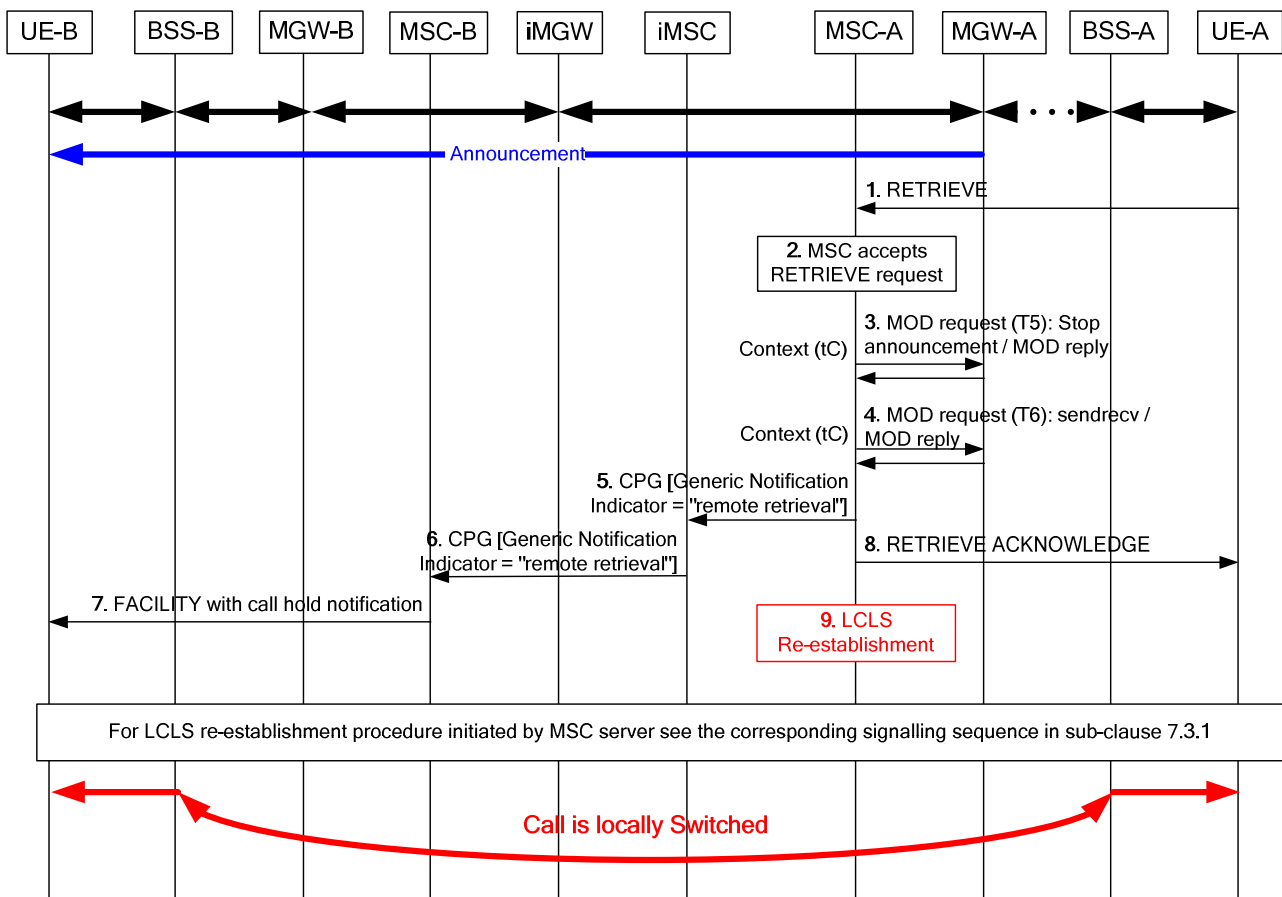 UE-B BSS-B MGW-B MSC-B iMGW iMSC MSC-A MGW-A BSS-A UE-A
Announcement
1. RETRIEVE
2. MSC accepts
RETRIEVE request
3. MOD request (T5): Stop
announcement / MOD reply
Context (tC)
4. MOD request (T6): sendrecv /
MOD reply
Context (tC)
5. CPG [Generic Notification
Indicator = "remote retrieval"]
6. CPG [Generic Notification
Indicator = "remote retrieval"]
8. RETRIEVE ACKNOWLEDGE
7. FACILITY with call hold notification
9. LCLS
Re-establishment
For LCLS re-establishment procedure initiated by MSC server see the corresponding signalling sequence in sub-clause 7.3.1
Call is locally Switched